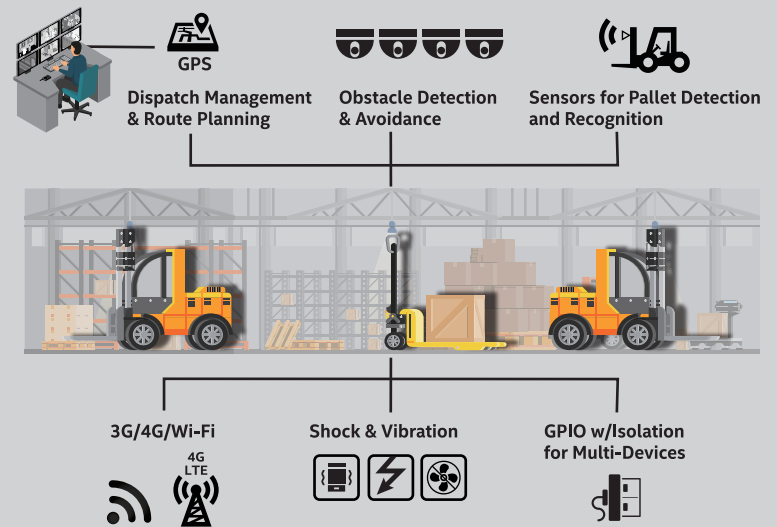 GPS
Dispatch Management
& Route Planning
Obstacle Detection
& Avoidance
Sensors for Pallet Detection
and Recognition
3G/4G/Wi-Fi
4G
LTE
Shock & Vibration
GPIO w/Isolation
for Multi-Devices